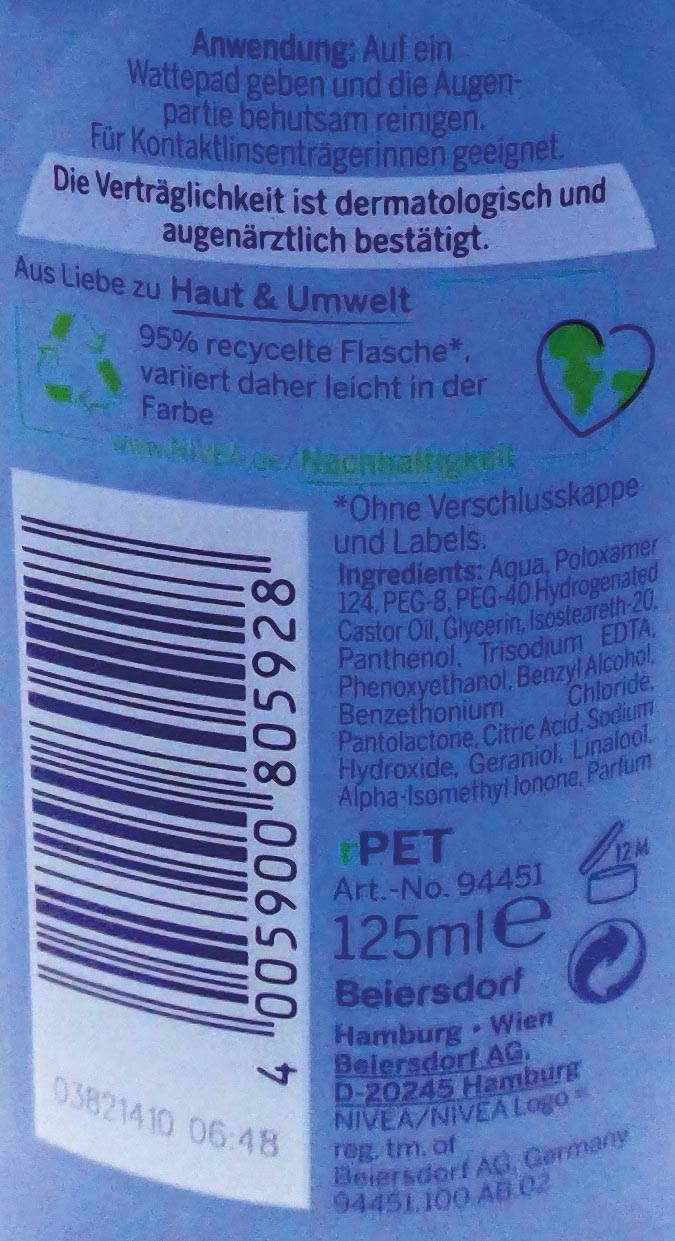 Anwendung: Auf ein
Wattepad geben und die Augen-
partie behutsam reinigen.
Für Kontaktlinsenträgerinnen geeignet.
Die Verträglichkeit ist dermatologisch und
augenärztlich bestätigt.
Aus Liebe zu Haut & Umwelt
95% recycelte Flasche*,
variiert daher leicht in der
Farbe
www.NIVEA.de/Nachhaltigkeit
*Ohne Verschlusskappe
und Labels.
Ingredients: Aqua, Poloxamer
124, PEG-8, PEG-40 Hydrogenated
Castor Oil, Glycerin, Isosteareth-20,
Panthenol, Trisodium EDTA,
Phenoxyethanol, Benzyl Alcohol,
Benzethonium Chloride,
Pantolactone, Citric Acid, Sodium
Hydroxide, Geraniol, Linalool,
Alpha-Isomethyl Ionone, Parfum
rPET
Art.-No. 94451
12M
125ml e
Beiersdorf
Hamburg • Wien
Beiersdorf AG,
D-20245 Hamburg
NIVEA/NIVEA Logo =
reg. tm. of
Beiersdorf AG, Germany
94451.100.AB.02
4 005900 805928
03821410 06:48